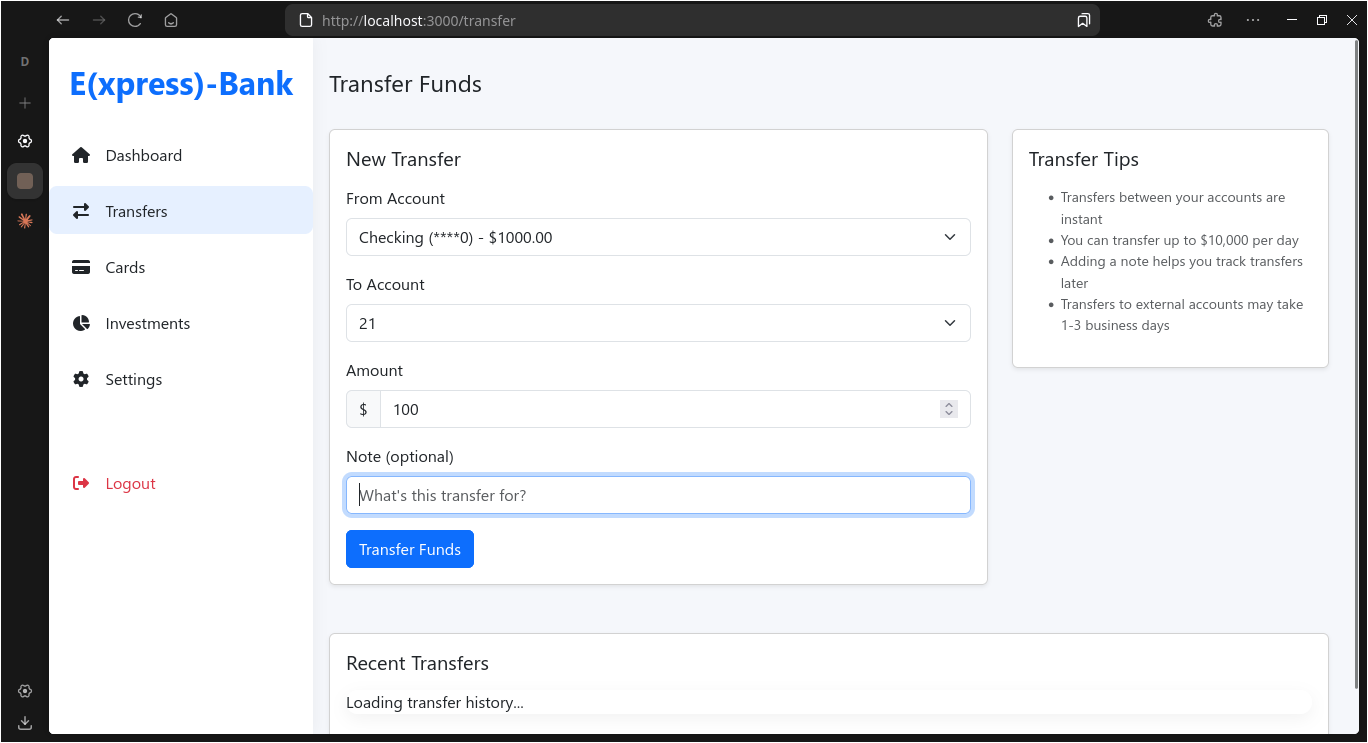 http://localhost:3000/transfer
D
E(xpress)-Bank
Dashboard
Transfers
Cards
Investments
Settings
Logout
Transfer Funds
New Transfer
From Account
Checking (****0) - $1000.00
To Account
21
Amount
$ 100
Note (optional)
What's this transfer for?
Transfer Funds
Transfer Tips
• Transfers between your accounts are
instant
• You can transfer up to $10,000 per day
• Adding a note helps you track transfers
later
• Transfers to external accounts may take
1-3 business days
Recent Transfers
Loading transfer history...